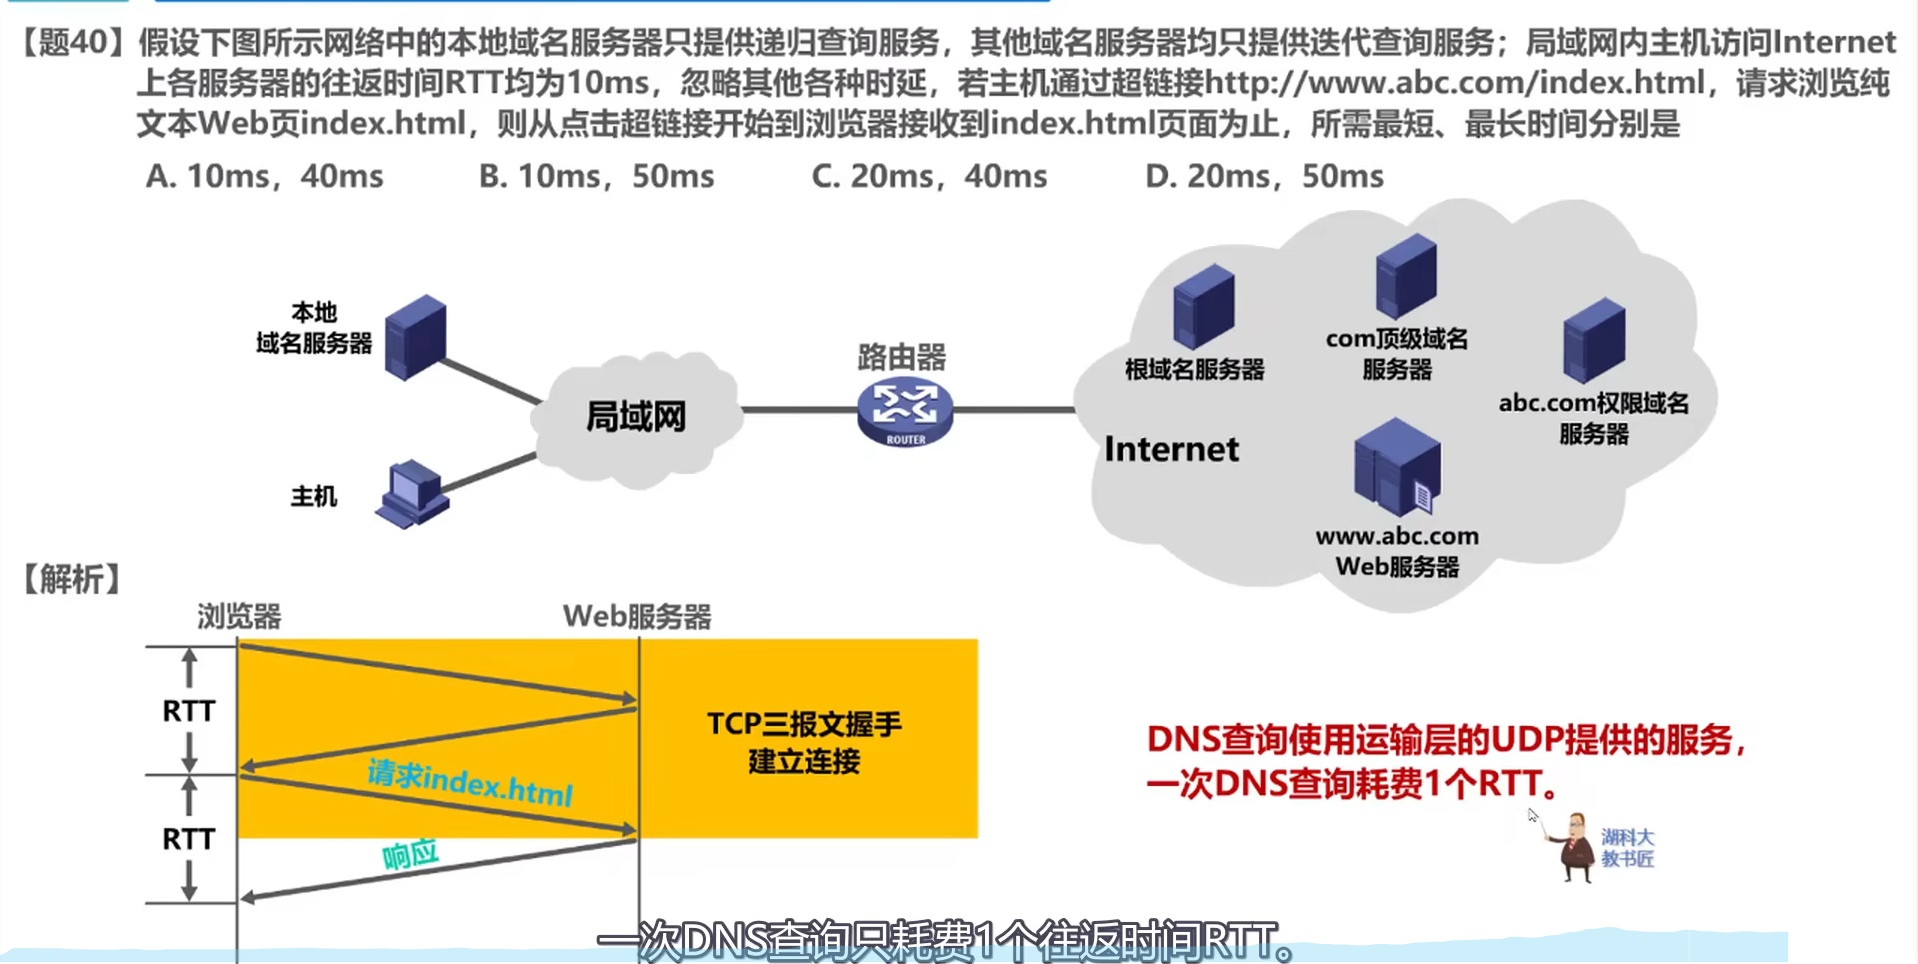 【题40】假设下图所示网络中的本地域名服务器只提供递归查询服务，其他域名服务器均只提供迭代查询服务；局域网内主机访问Internet
上各服务器的往返时间RTT均为10ms，忽略其他各种时延，若主机通过超链接http://www.abc.com/index.html，请求浏览纯
文本Web页index.html，则从点击超链接开始到浏览器接收到index.html页面为止，所需最短、最长时间分别是
A. 10ms，40ms B. 10ms，50ms C. 20ms，40ms D. 20ms，50ms
本地
域名服务器
主机
局域网
路由器
ROUTER
Internet
根域名服务器
com顶级域名
服务器
abc.com权限域名
服务器
www.abc.com
Web服务器
【解析】
浏览器
Web服务器
RTT
RTT
请求index.html
响应
TCP三报文握手
建立连接
DNS查询使用运输层的UDP提供的服务，
一次DNS查询耗费1个RTT。
湖科大
教书匠
一次DNS查询只耗费1个往返时间RTT。